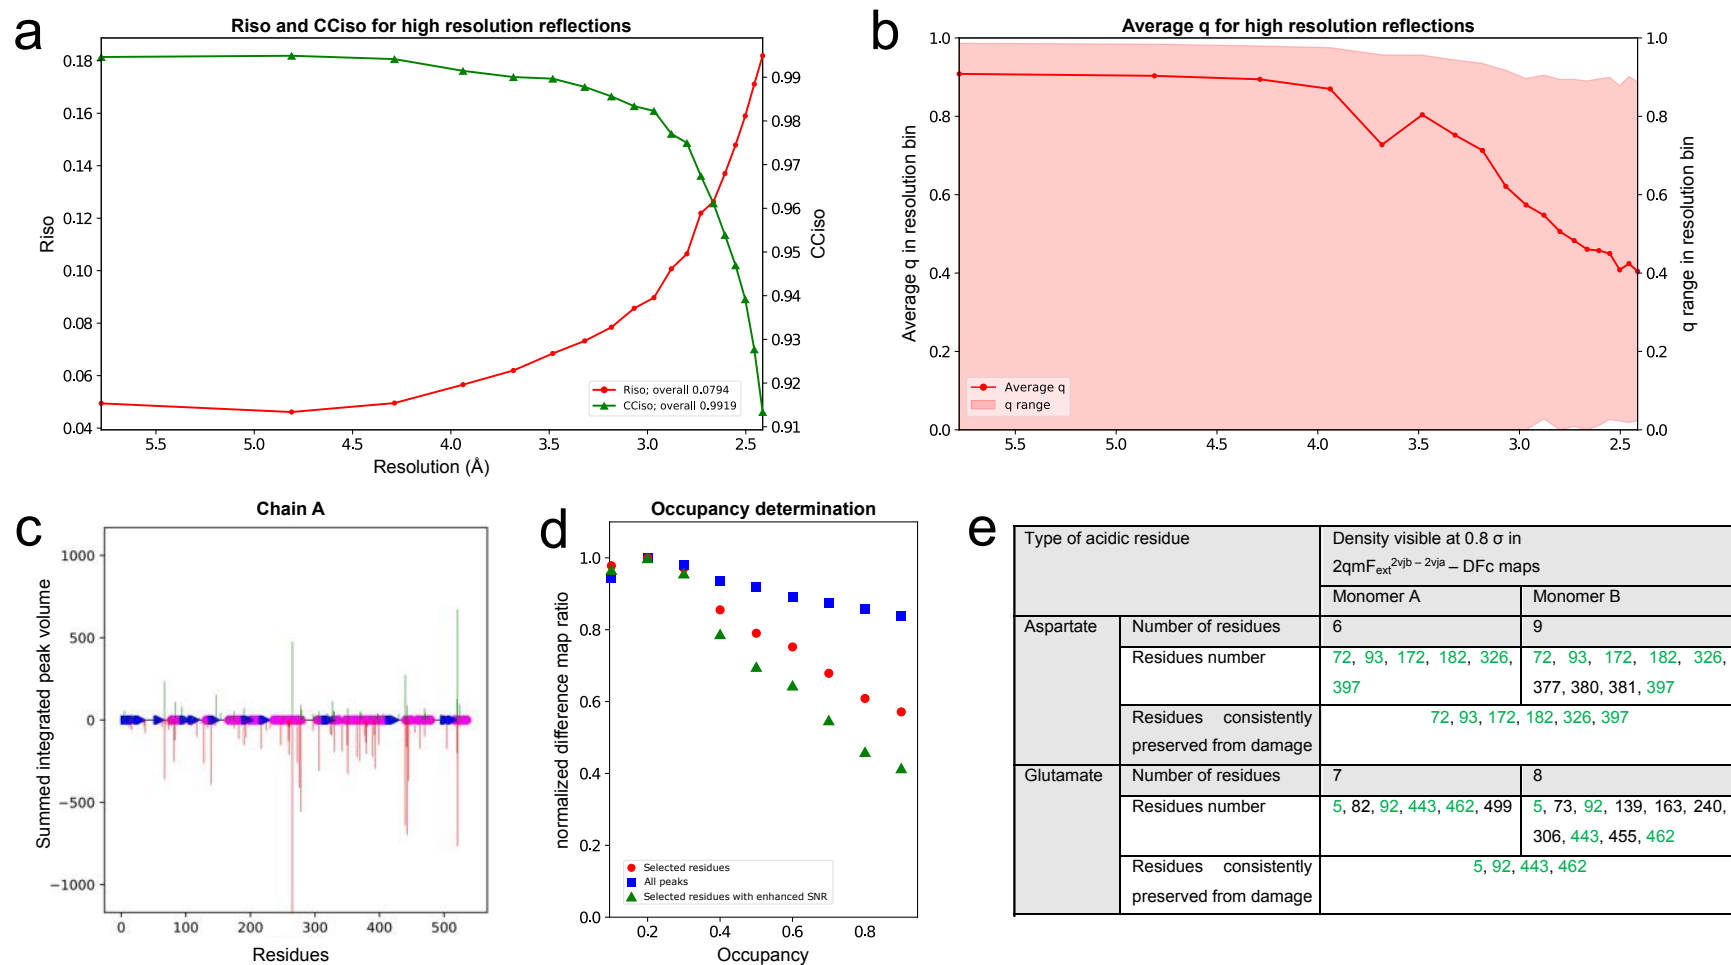 a
Riso and CCiso for high resolution reflections
0.18
0.16
0.14
0.12
0.10
0.08
0.06
0.04
Riso
0.99
0.98
0.97
0.96
0.95
0.94
0.93
0.92
0.91
CCiso
Riso; overall 0.0794
CCiso; overall 0.9919
5.5 5.0 4.5 4.0 3.5 3.0 2.5
Resolution (Å)
b
Average q for high resolution reflections
1.0
0.8
0.6
0.4
0.2
0.0
Average q in resolution bin
1.0
0.8
0.6
0.4
0.2
0.0
q range in resolution bin
Average q
q range
5.5 5.0 4.5 4.0 3.5 3.0 2.5
c
Chain A
1000
500
0
−500
−1000
Summed integrated peak volume
0 100 200 300 400 500
Residues
d
Occupancy determination
1.0
0.8
0.6
0.4
0.2
0.0
normalized difference map ratio
Selected residues
All peaks
Selected residues with enhanced SNR
0.2 0.4 0.6 0.8
Occupancy
e
Type of acidic residue
Density visible at 0.8 σ in
2qmFext2vjb – 2vja – DFc maps
Monomer A Monomer B
Aspartate Number of residues 6 9
Residues number 72, 93, 172, 182, 326, 72, 93, 172, 182, 326,
397 377, 380, 381, 397
Residues consistently 72, 93, 172, 182, 326, 397
preserved from damage
Glutamate Number of residues 7 8
Residues number 5, 82, 92, 443, 462, 499 5, 73, 92, 139, 163, 240,
306, 443, 455, 462
Residues consistently 5, 92, 443, 462
preserved from damage